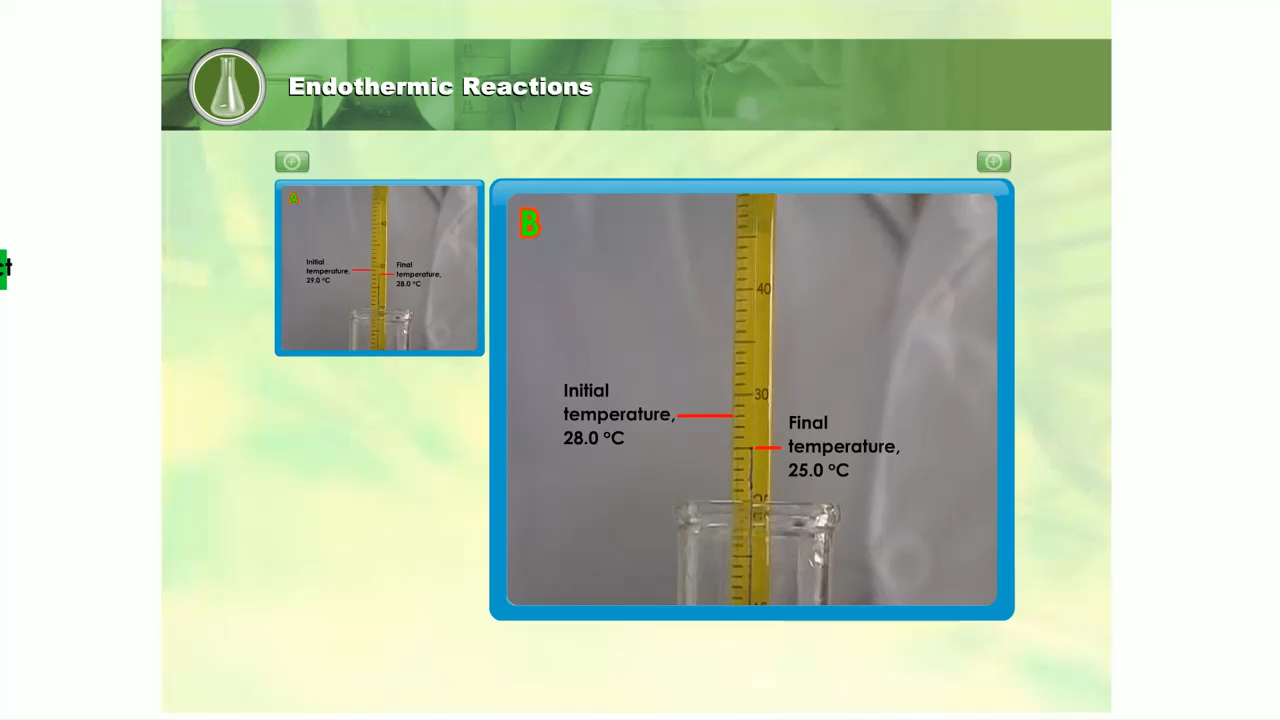 Endothermic Reactions
A
Initial
temperature,
29.0 °C
Final
temperature,
28.0 °C
B
40
30
Initial
temperature,
28.0 °C
Final
temperature,
25.0 °C